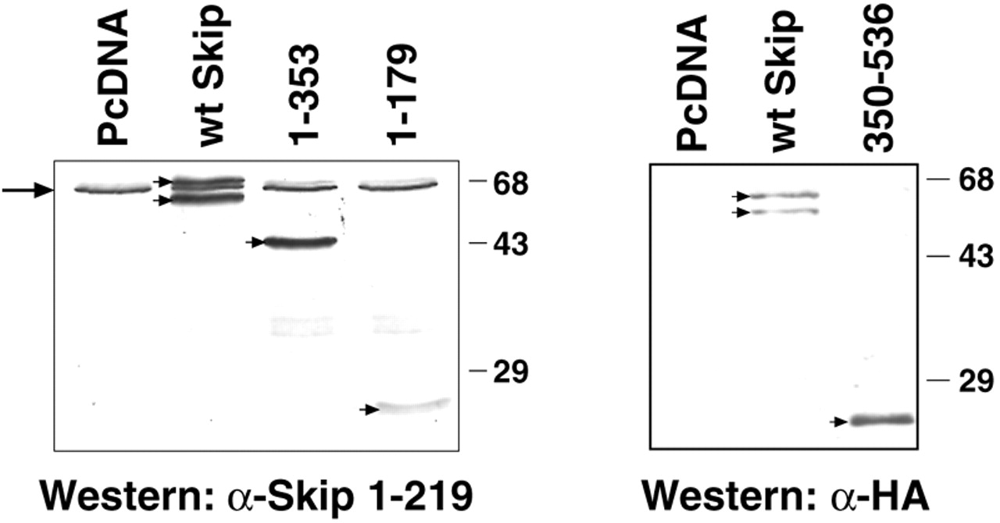 PcDNA
wt Skip
1-353
1-179
68
43
29
Western: α-Skip 1-219
PcDNA
wt Skip
350-536
68
43
29
Western: α-HA